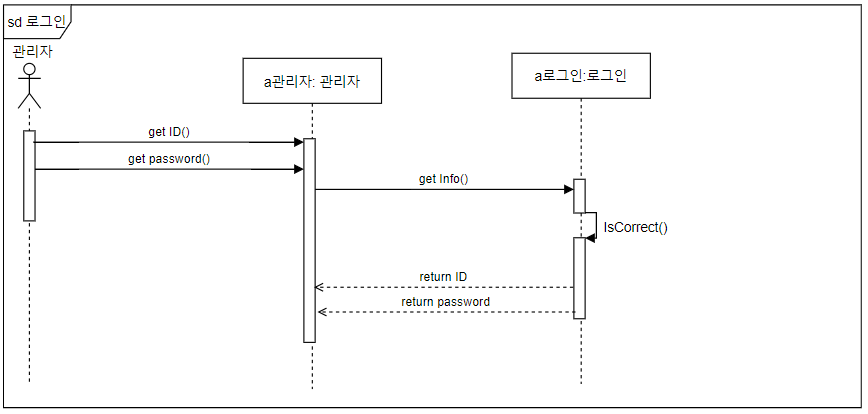 sd 로그인
관리자
a관리자: 관리자
a로그인:로그인
get ID()
get password()
get Info()
IsCorrect()
return ID
return password